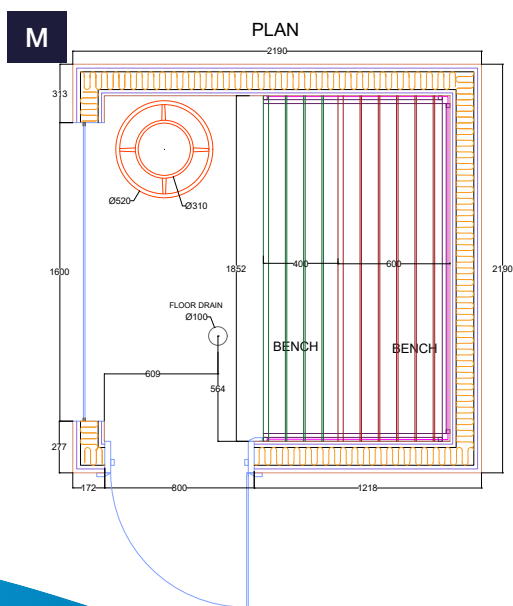 M
PLAN
2190
313
Ø520
Ø310
1600
1852
400
600
2190
FLOOR DRAIN
Ø100
BENCH
BENCH
609
564
277
172
800
1218